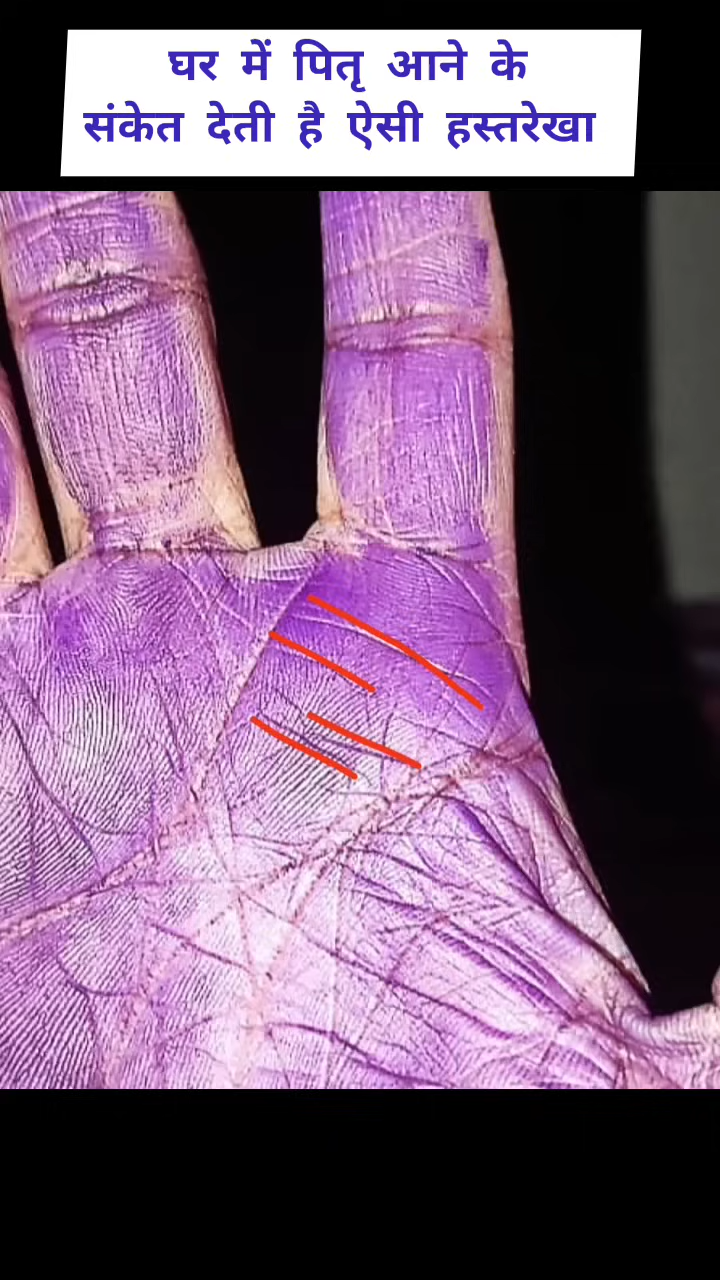 घर में पितृ आने के
संकेत देती है ऐसी हस्तरेखा